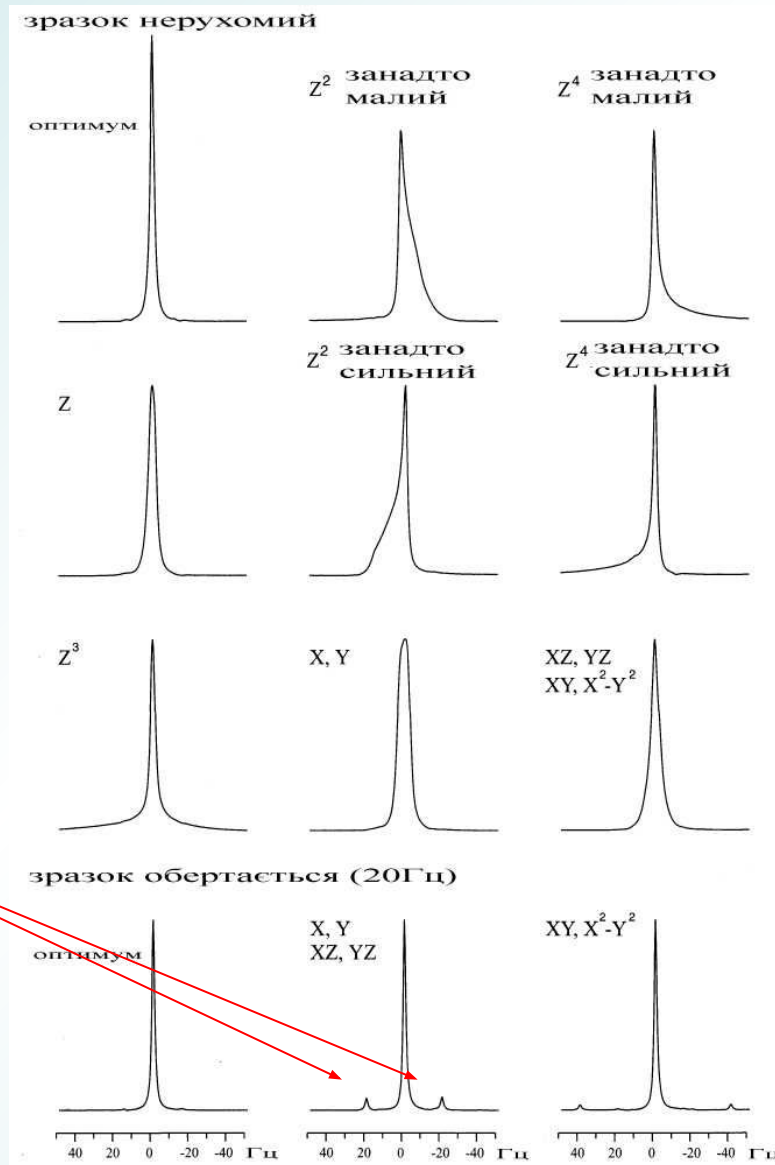 зразок нерухомий
оптимум
Z² занадто
малий
Z⁴ занадто
малий
Z
Z² занадто
сильний
Z⁴ занадто
сильний
Z³
X, Y
XZ, YZ
XY, X²-Y²
зразок обертається (20Гц)
оптимум
X, Y
XZ, YZ
XY, X²-Y²
40 20 0 -20 -40 Гц
40 20 0 -20 -40 Гц
40 20 0 -20 -40 Гц